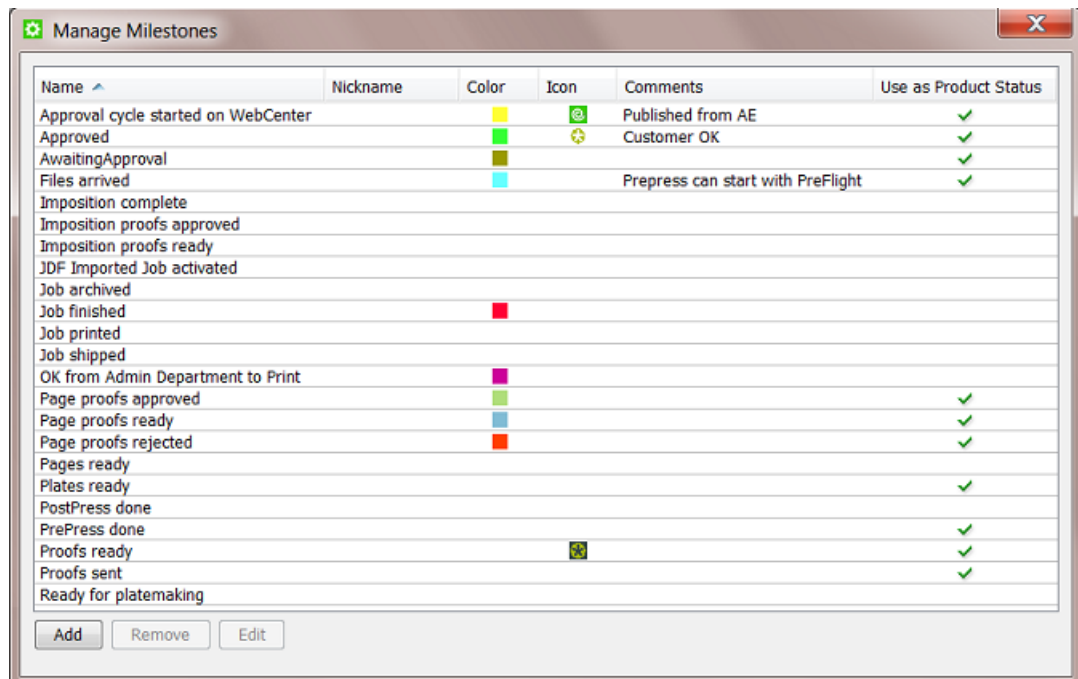 Manage Milestones
Name Nickname Color Icon Comments Use as Product Status
Approval cycle started on WebCenter Published from AE
Approved Customer OK
AwaitingApproval
Files arrived Prepress can start with PreFlight
Imposition complete
Imposition proofs approved
Imposition proofs ready
JDF Imported Job activated
Job archived
Job finished
Job printed
Job shipped
OK from Admin Department to Print
Page proofs approved
Page proofs ready
Page proofs rejected
Pages ready
Plates ready
PostPress done
PrePress done
Proofs ready
Proofs sent
Ready for platemaking
Add Remove Edit